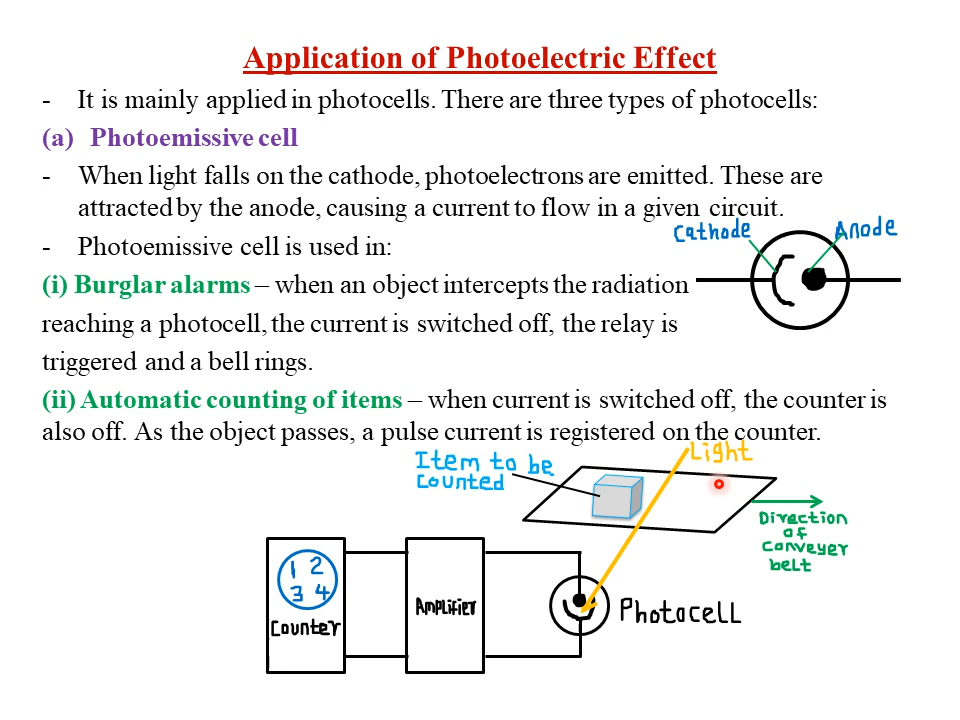 Application of Photoelectric Effect
- It is mainly applied in photocells. There are three types of photocells:
(a) Photoemissive cell
- When light falls on the cathode, photoelectrons are emitted. These are
attracted by the anode, causing a current to flow in a given circuit.
Cathode
Anode
- Photoemissive cell is used in:
(i) Burglar alarms – when an object intercepts the radiation
reaching a photocell, the current is switched off, the relay is
triggered and a bell rings.
(ii) Automatic counting of items – when current is switched off, the counter is
also off. As the object passes, a pulse current is registered on the counter.
Light
Item to be
counted
Direction
of
conveyer
belt
1 2
3 4
Counter
Amplifier
Photocell